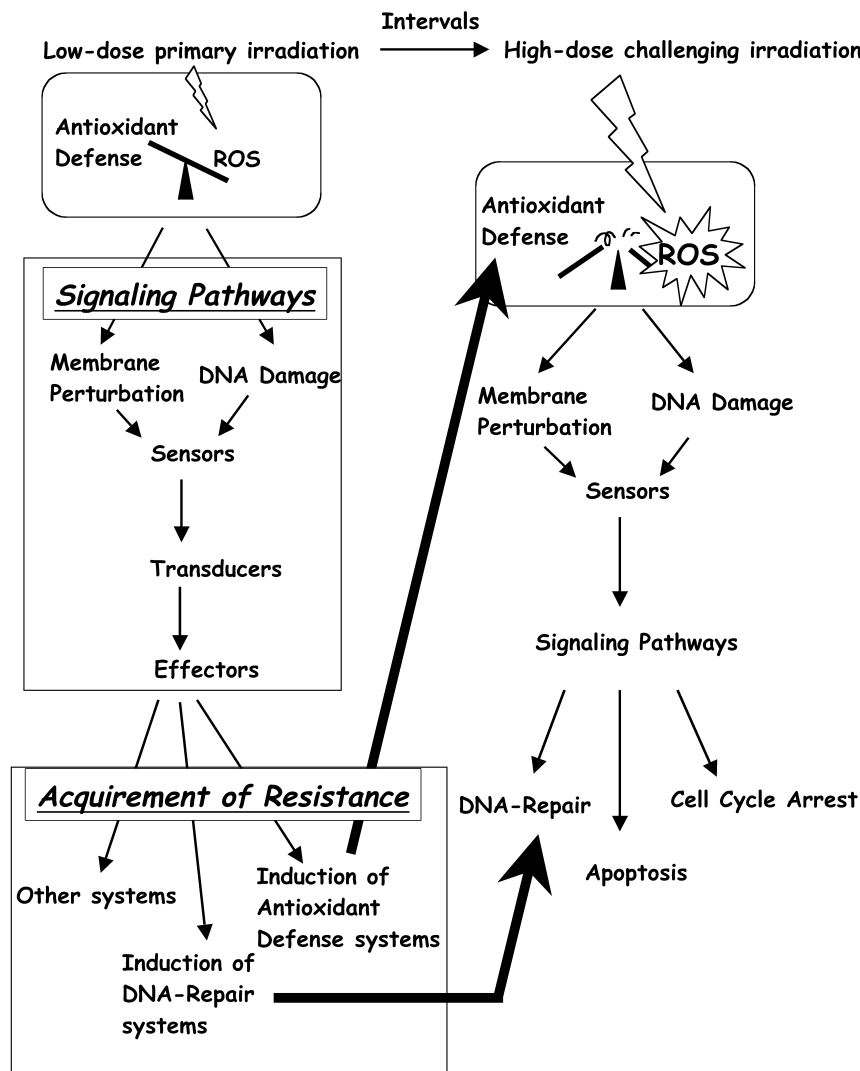 Intervals
Low-dose primary irradiation
High-dose challenging irradiation
Antioxidant
Defense
ROS
Signaling Pathways
Membrane
Perturbation
DNA Damage
Sensors
Transducers
Effectors
Acquirement of Resistance
Other systems
Induction of
Antioxidant
Defense systems
Induction of
DNA-Repair
systems
Antioxidant
Defense
ROS
Membrane
Perturbation
DNA Damage
Sensors
Signaling Pathways
DNA-Repair
Cell Cycle Arrest
Apoptosis